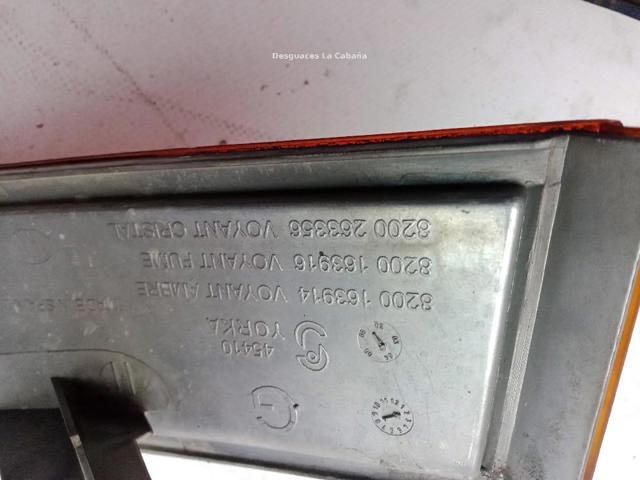 Desguaces La Cabaña
45410
YORKA
8200 163914 VOYANT AMBRE
8200 163916 VOYANT FUME
8200 263356 VOYANT CRISTAL